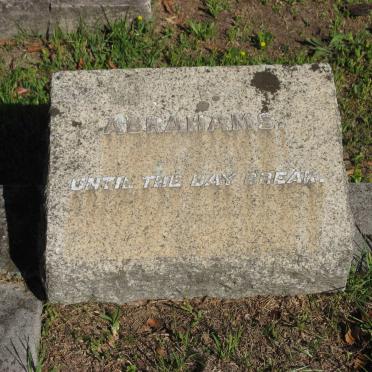 ABRAHAMS.
UNTIL THE DAY BREAK.